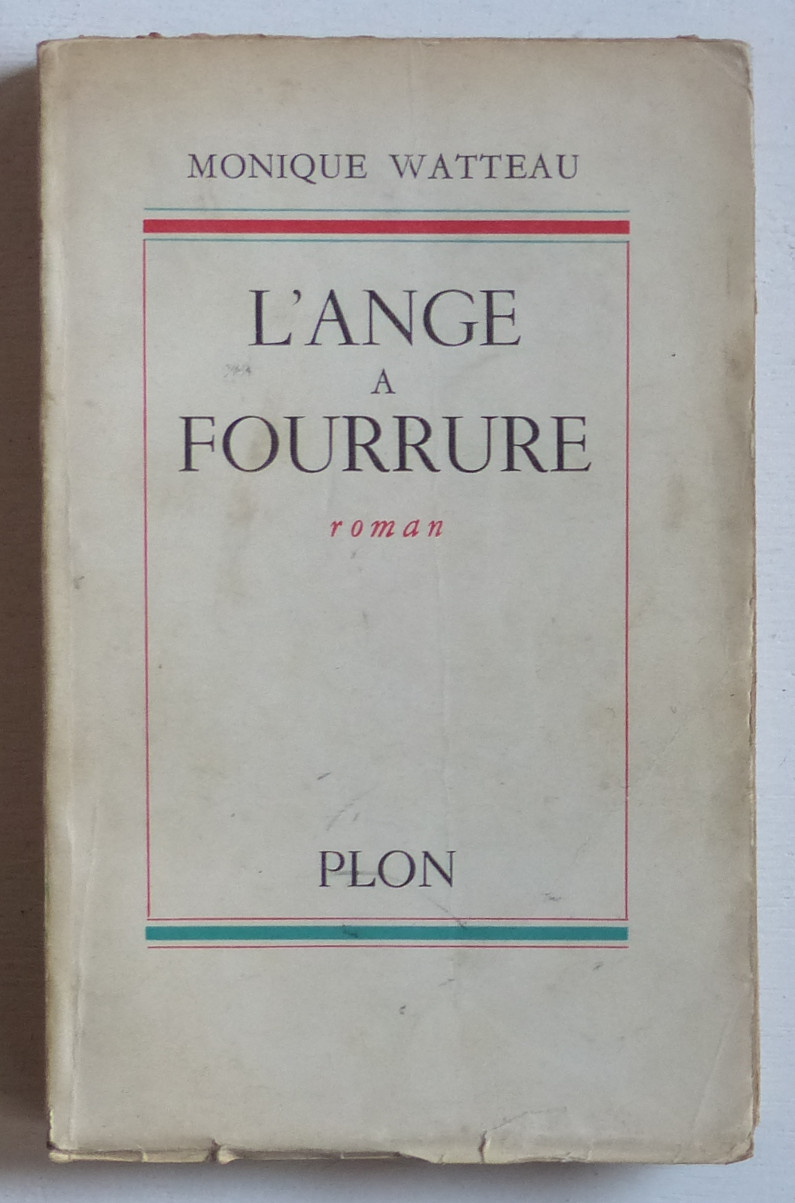 MONIQUE WATTEAU
L'ANGE
A
FOURRURE
roman
PLON